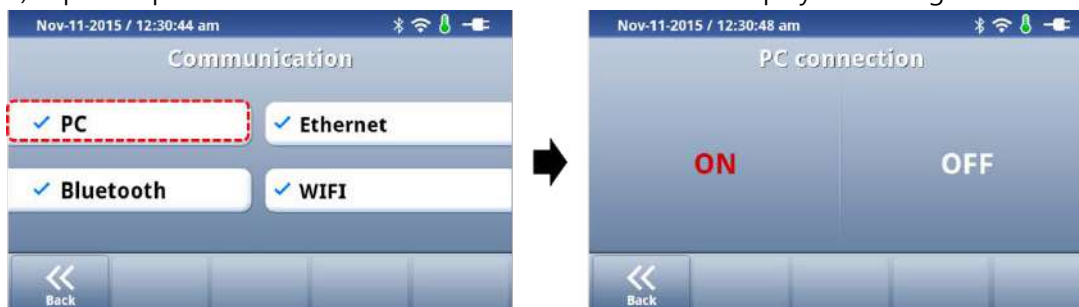 Nov-11-2015 / 12:30:44 am
Communication
PC
Ethernet
Bluetooth
WIFI
Back
Nov-11-2015 / 12:30:48 am
PC connection
ON
OFF
Back